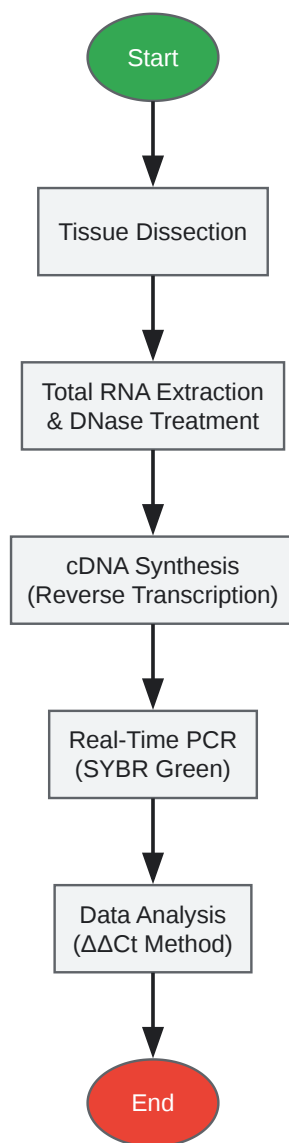 Start
Tissue Dissection
Total RNA Extraction
& DNase Treatment
cDNA Synthesis
(Reverse Transcription)
Real-Time PCR
(SYBR Green)
Data Analysis
(ΔΔCt Method)
End